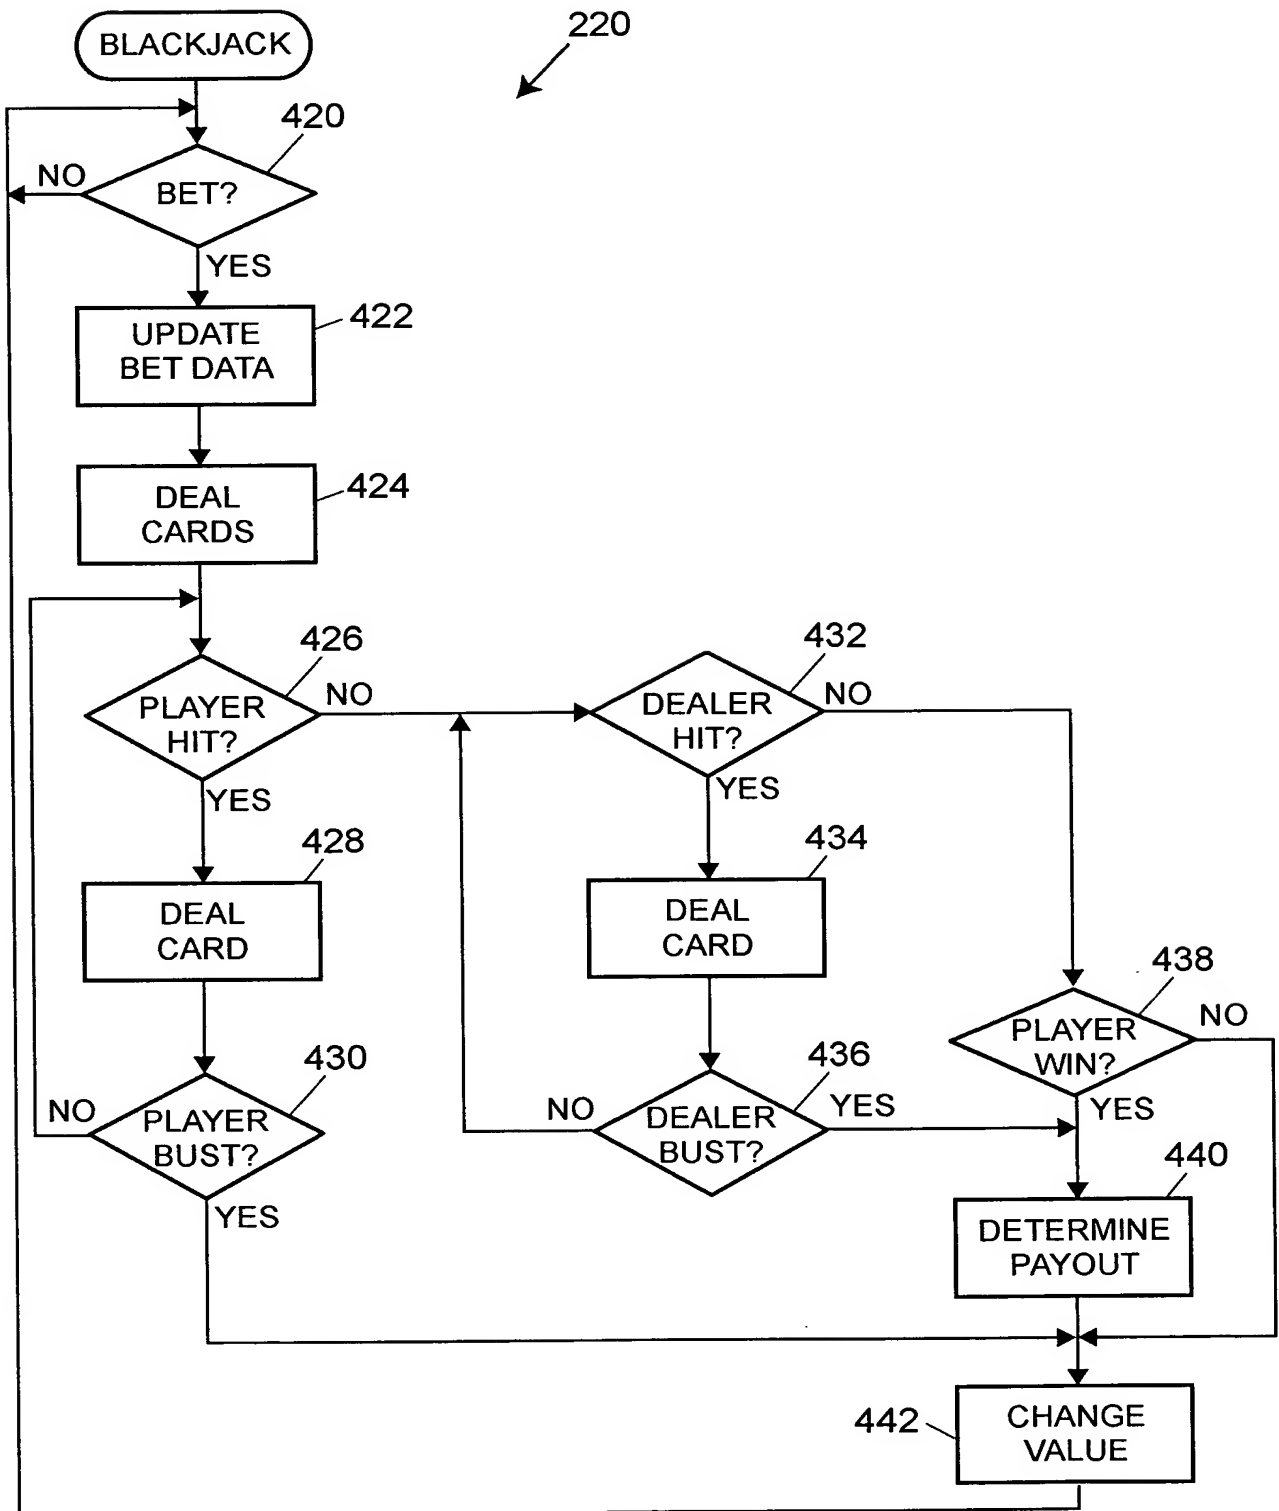 BLACKJACK
220
420
NO
BET?
YES
UPDATE
BET DATA
422
DEAL
CARDS
424
426
PLAYER
HIT?
NO
YES
432
DEALER
HIT?
NO
YES
428
DEAL
CARD
434
DEAL
CARD
438
PLAYER
WIN?
NO
YES
430
NO
PLAYER
BUST?
YES
436
NO
DEALER
BUST?
YES
440
DETERMINE
PAYOUT
442
CHANGE
VALUE